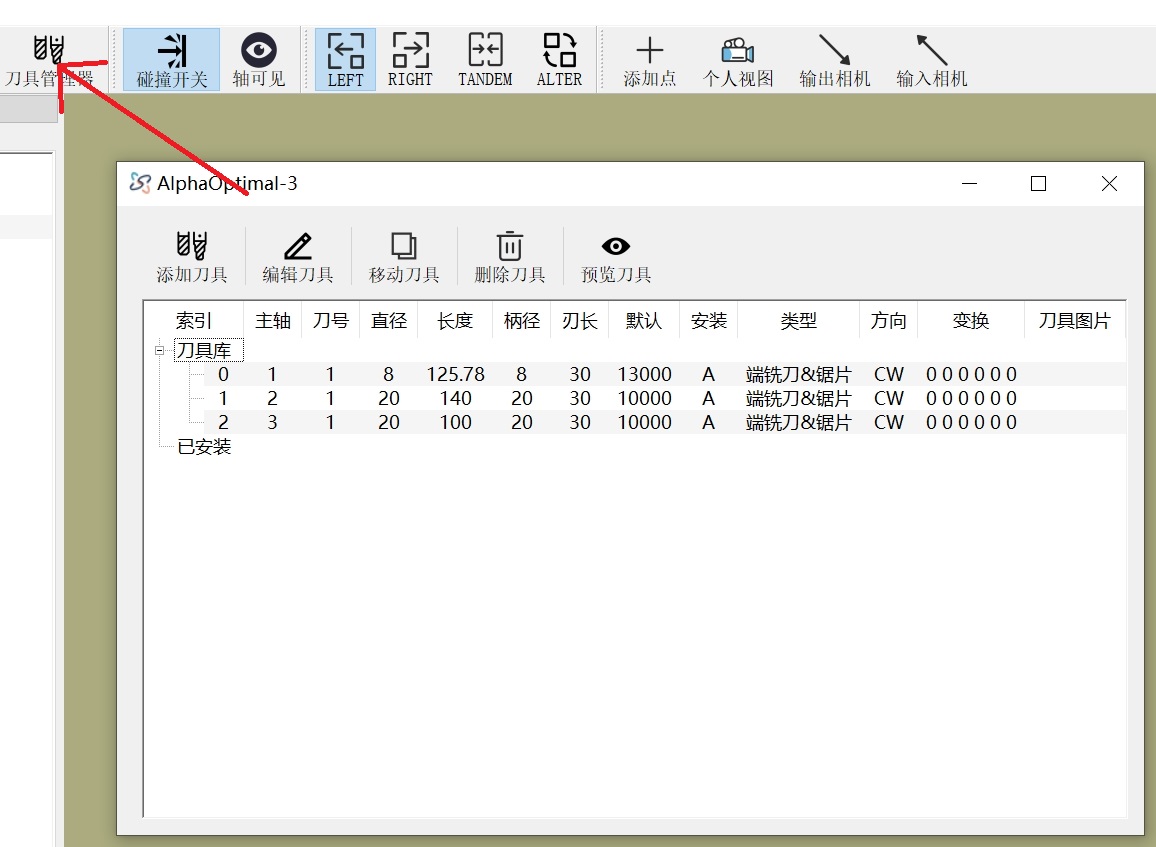 刀具管理器 碰撞开关 轴可见 LEFT RIGHT TANDEM ALTER 添加点 个人视图 输出相机 输入相机
AlphaOptimal-3
添加刀具 编辑刀具 移动刀具 删除刀具 预览刀具
索引 主轴 刀号 直径 长度 柄径 刃长 默认 安装 类型 方向 变换 刀具图片
刀具库
0 1 1 8 125.78 8 30 13000 A 端铣刀&锯片 CW 0 0 0 0 0 0
1 2 1 20 140 20 30 10000 A 端铣刀&锯片 CW 0 0 0 0 0 0
2 3 1 20 100 20 30 10000 A 端铣刀&锯片 CW 0 0 0 0 0 0
已安装